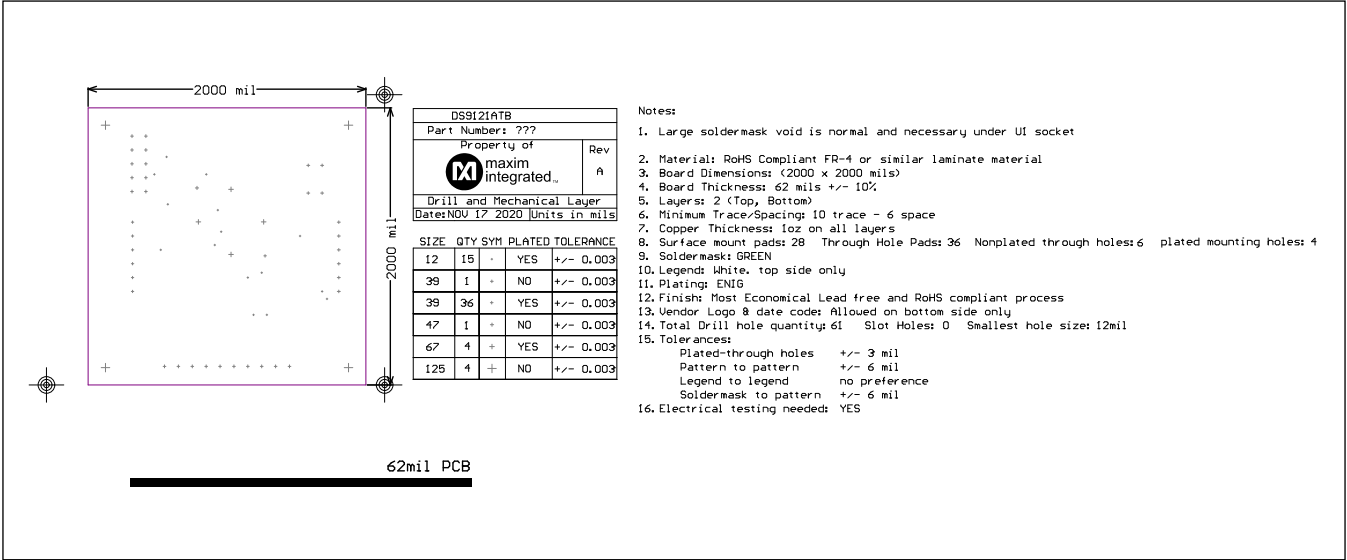 2000 mil
2000 mil
DS9121ATB
Part Number: ???
Property of
maxim
integrated™
Rev
A
Drill and Mechanical Layer
Date:NOV 17 2020 Units in mils
SIZE QTY SYM PLATED TOLERANCE
12 15 YES +/- 0.003
39 1 NO +/- 0.003
39 36 YES +/- 0.003
47 1 NO +/- 0.003
67 4 YES +/- 0.003
125 4 NO +/- 0.003
Notes:
1. Large soldermask void is normal and necessary under U1 socket
2. Material: RoHS Compliant FR-4 or similar laminate material
3. Board Dimensions: (2000 x 2000 mils)
4. Board Thickness: 62 mils +/- 10%
5. Layers: 2 (Top, Bottom)
6. Minimum Trace/Spacing: 10 trace - 6 space
7. Copper Thickness: 1oz on all layers
8. Surface mount pads: 28 Through Hole Pads: 36 Nonplated through holes: 6 plated mounting holes: 4
9. Soldermask: GREEN
10. Legend: White. top side only
11. Plating: ENIG
12. Finish: Most Economical Lead free and RoHS compliant process
13. Vendor Logo & date code: Allowed on bottom side only
14. Total Drill hole quantity: 61 Slot Holes: 0 Smallest hole size: 12mil
15. Tolerances:
Plated-through holes +/- 3 mil
Pattern to pattern +/- 6 mil
Legend to legend no preference
Soldermask to pattern +/- 6 mil
16. Electrical testing needed: YES
62mil PCB